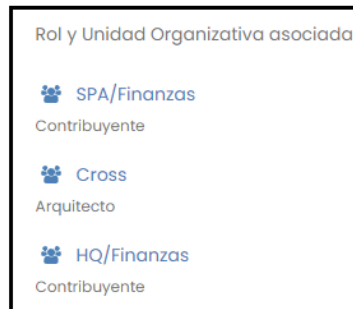 Rol y Unidad Organizativa asociada
SPA/Finanzas
Contribuyente
Cross
Arquitecto
HQ/Finanzas
Contribuyente